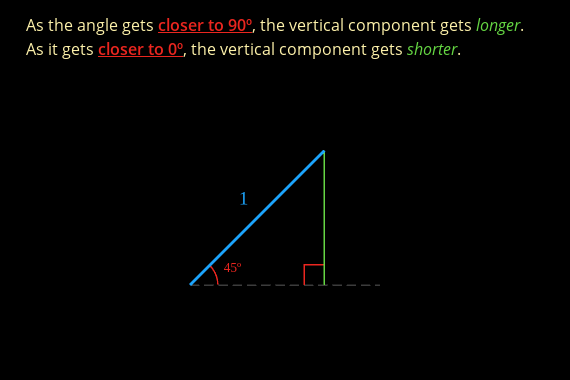 As the angle gets closer to 90º, the vertical component gets longer.
As it gets closer to 0º, the vertical component gets shorter.
1
45º